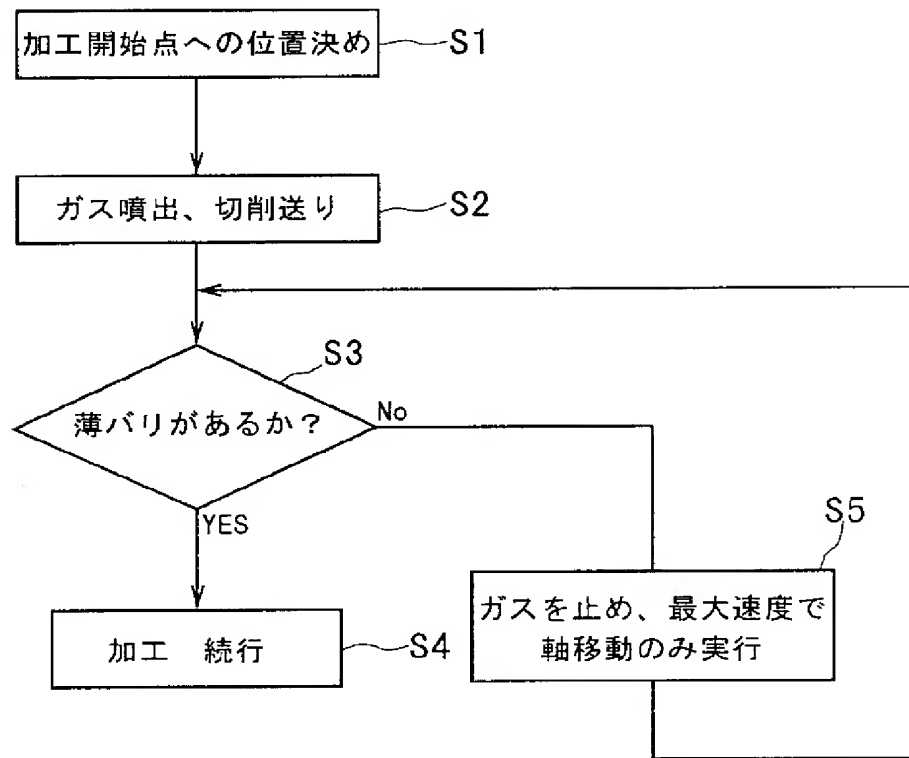 加工開始点への位置決め
S1
ガス噴出、切削送り
S2
S3
薄バリがあるか?
No
YES
S5
ガスを止め、最大速度で
軸移動のみ実行
加工 続行
S4